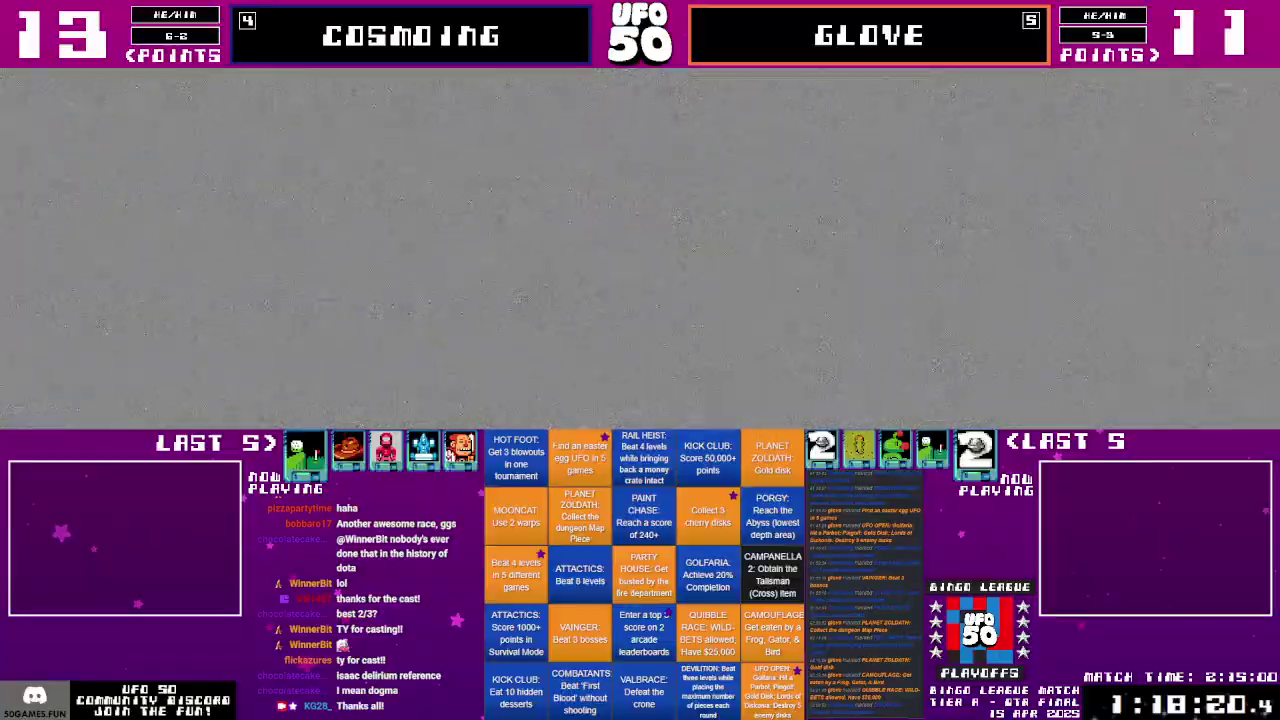 13
HE/HIM
6-2
<POINTS
4
COSMOING
UFO
50
GLOVE
5
HE/HIM
9-3
POINTS>
11
LAST 5>
NOW
PLAYING
pizzapartytime haha
bobbaro17 Another awesome race, ggs
chocolatecake... @WinnerBit nobody's ever
done that in the history of
dota
WinnerBit lol
thanks for the cast!
chocolatecake... best 2/3?
WinnerBit TY for casting!!
WinnerBit
flickazures ty for cast!!
chocolatecake... isaac delirium reference
chocolatecake... I mean dogma
KG28_ Thanks all!
50GAMES.FUN
UFO 50
COMMUNITY DISCORD
JOIN THE FUN!
HOT FOOT:
Get 3 blowouts
in one
tournament
Find an easter
egg UFO in 5
games
RAIL HEIST:
Beat 4 levels
while bringing
back a money
crate intact
KICK CLUB:
Score 50,000+
points
PLANET
ZOLDATH:
Gold disk
MOONCAT:
Use 2 warps
PLANET
ZOLDATH:
Collect the
dungeon Map
Piece
PAINT
CHASE:
Reach a score
of 240+
Collect 3
cherry disks
PORGY:
Reach the
Abyss (lowest
depth area)
Beat 4 levels
in 5 different
games
ATTACTICS:
Beat 8 levels
PARTY
HOUSE: Get
busted by the
fire department
GOLFARIA:
Achieve 20%
Completion
CAMPANELLA
2: Obtain the
Talisman
(Cross) item
ATTACTICS:
Score 1000+
points in
Survival Mode
VAINGER:
Beat 3 bosses
Enter a top 3
score on 2
arcade
leaderboards
QUIBBLE
RACE: WILD-
BETS allowed;
Have $25,000
CAMOUFLAGE:
Get eaten by a
Frog, Gator, &
Bird
KICK CLUB:
Eat 10 hidden
desserts
COMBATANTS:
Beat 'First
Blood' without
shooting
VALBRACE:
Defeat the
crone
DEVILITION: Beat
three levels while
placing the
maximum number
of pieces each
round
UFO OPEN:
Golfaria: Hit a
Parbot; Pingolf:
Gold Disk; Lords of
Diskonia: Destroy 5
enemy disks
<LAST 5
NOW
PLAYING
BINGO LEAGUE
UFO
50
PLAYOFFS
BINGO LEAGUE MATCH
TIER A - QTR FINAL
15 APR 2025
MATCH TIME: 2:15:0
1:18:20.4